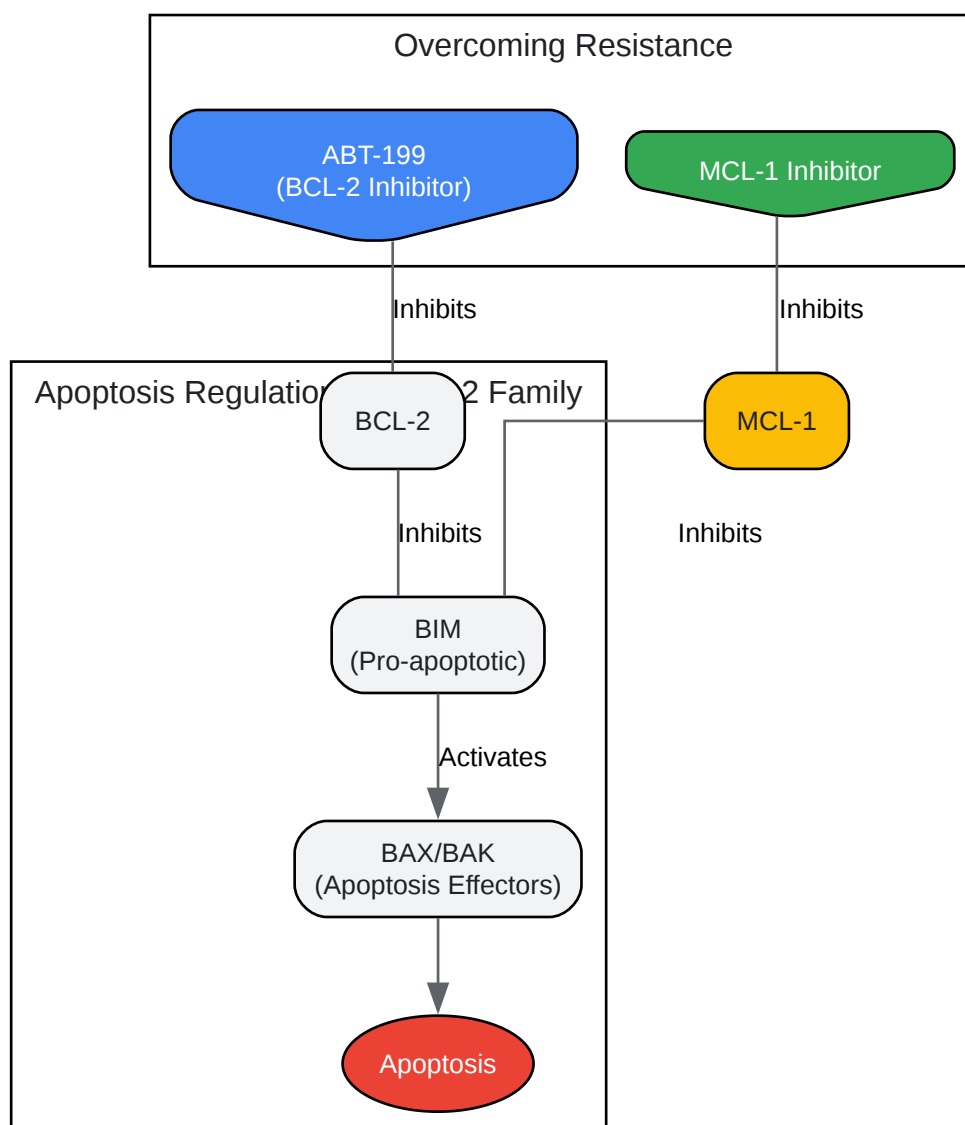 Overcoming Resistance
ABT-199
(BCL-2 Inhibitor)
MCL-1 Inhibitor
Inhibits
Inhibits
Apoptosis Regulation 2 Family
BCL-2
MCL-1
Inhibits
Inhibits
BIM
(Pro-apoptotic)
Activates
BAX/BAK
(Apoptosis Effectors)
Apoptosis